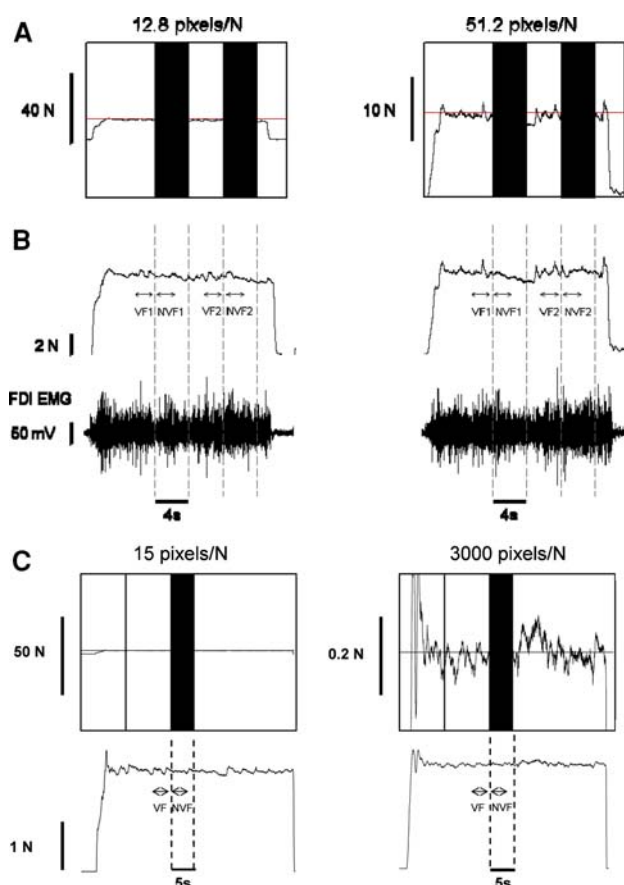 A
12.8 pixels/N
51.2 pixels/N
40 N
10 N
B
VF1
NVF1
VF2
NVF2
VF1
NVF1
VF2
NVF2
2 N
FDI EMG
50 mV
4s
4s
C
15 pixels/N
3000 pixels/N
50 N
0.2 N
VF
NVF
VF
NVF
1 N
5s
5s